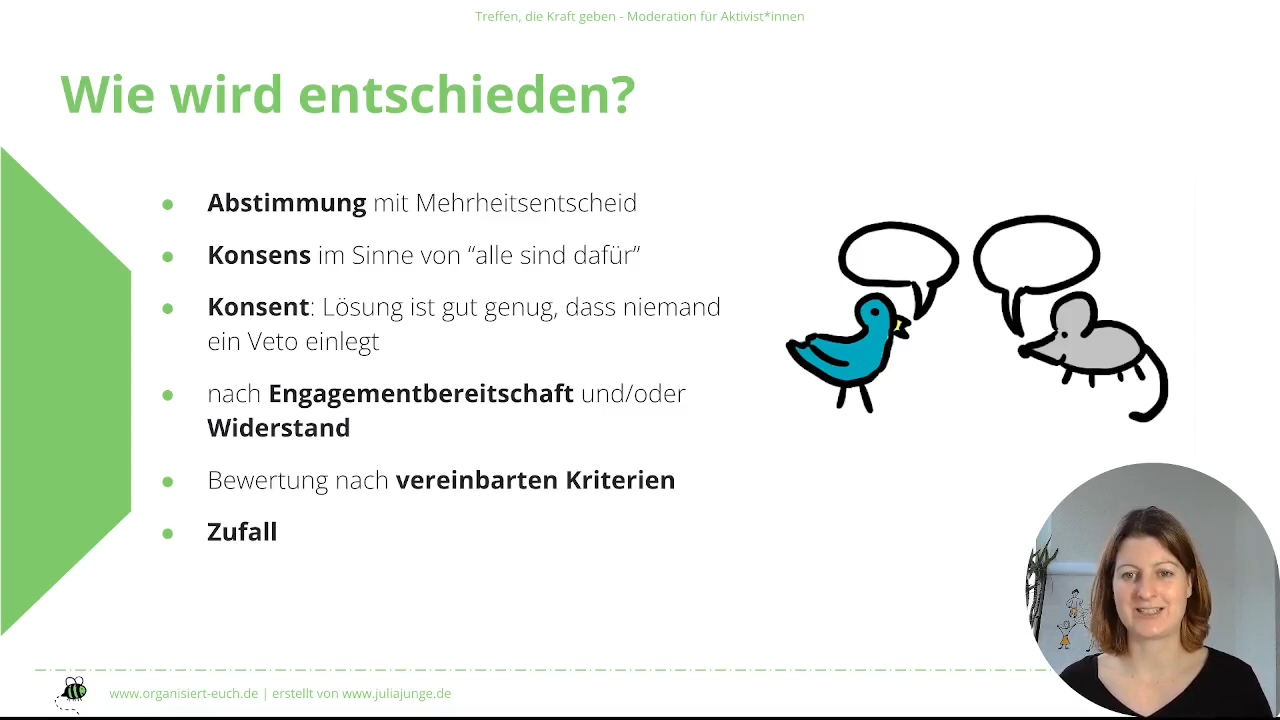 Treffen, die Kraft geben - Moderation für Aktivist*innen
Wie wird entschieden?
● Abstimmung mit Mehrheitsentscheid
● Konsens im Sinne von “alle sind dafür”
● Konsent: Lösung ist gut genug, dass niemand
ein Veto einlegt
● nach Engagementbereitschaft und/oder
Widerstand
● Bewertung nach vereinbarten Kriterien
● Zufall
www.organisiert-euch.de | erstellt von www.juliajunge.de